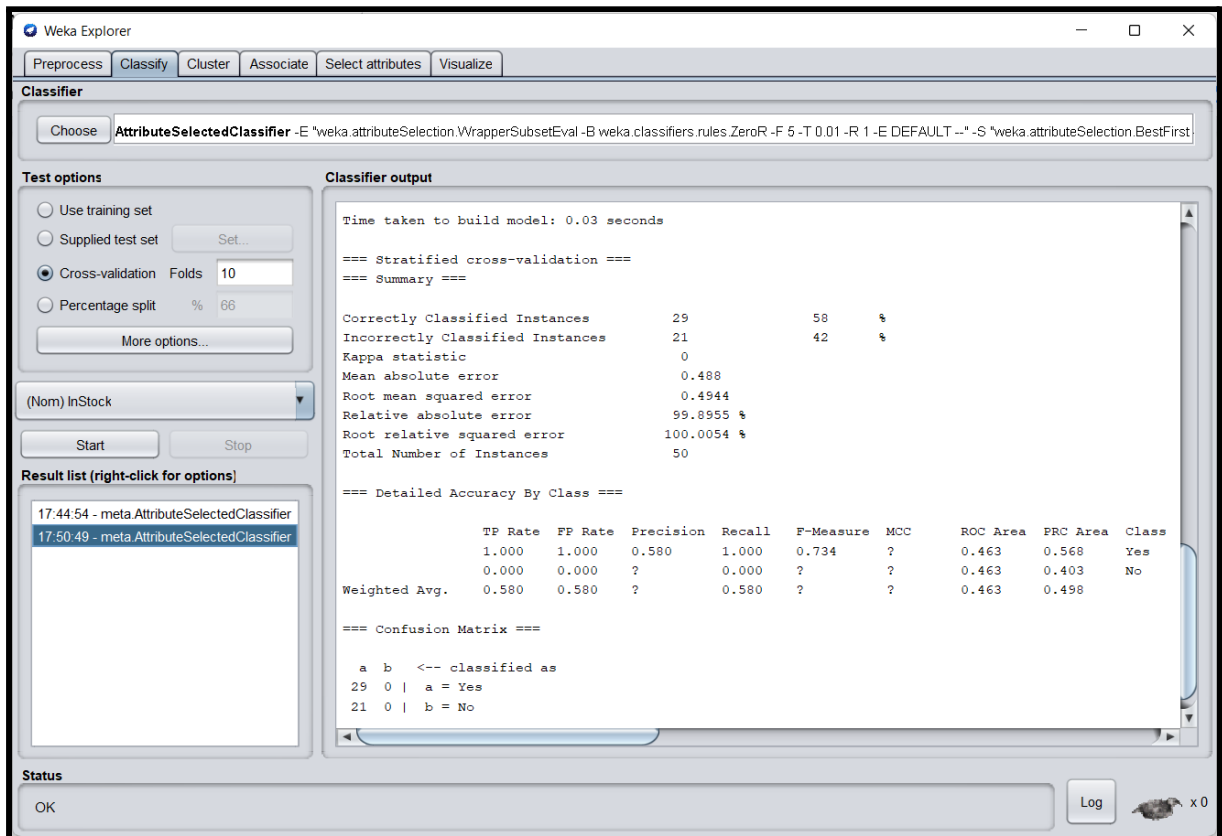 Weka Explorer
Preprocess Classify Cluster Associate Select attributes Visualize
Classifier
Choose AttributeSelectedClassifier -E "weka.attributeSelection.WrapperSubsetEval -B weka.classifiers.rules.ZeroR -F 5 -T 0.01 -R 1 -E DEFAULT --" -S "weka.attributeSelection.BestFirst
Test options
Use training set
Supplied test set Set...
Cross-validation Folds 10
Percentage split % 66
More options...
(Nom) InStock
Start Stop
Result list (right-click for options)
17:44:54 - meta.AttributeSelectedClassifier
17:50:49 - meta.AttributeSelectedClassifier
Classifier output
Time taken to build model: 0.03 seconds
=== Stratified cross-validation ===
=== Summary ===
Correctly Classified Instances 29 58 %
Incorrectly Classified Instances 21 42 %
Kappa statistic 0
Mean absolute error 0.488
Root mean squared error 0.4944
Relative absolute error 99.8955 %
Root relative squared error 100.0054 %
Total Number of Instances 50
=== Detailed Accuracy By Class ===
TP Rate FP Rate Precision Recall F-Measure MCC ROC Area PRC Area Class
1.000 1.000 0.580 1.000 0.734 ? 0.463 0.568 Yes
0.000 0.000 ? 0.000 ? ? 0.463 0.403 No
Weighted Avg. 0.580 0.580 ? 0.580 ? ? 0.463 0.498
=== Confusion Matrix ===
a b <-- classified as
29 0 | a = Yes
21 0 | b = No
Status
OK
Log x 0